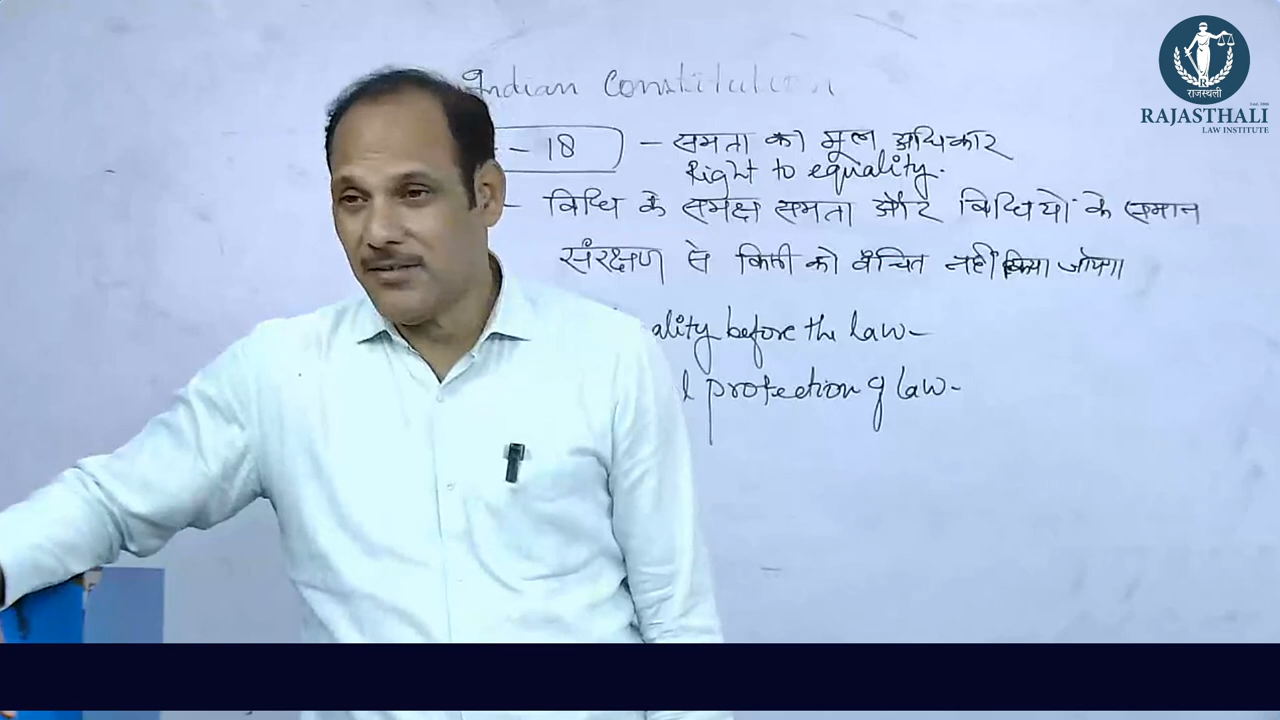 Indian Constitution
- 18 - समता का मूल अधिकार
Right to equality.
- विधि के समक्ष समता और विधियों के समान
संरक्षण से किसी को वंचित नहीं किया जायेगा
ality before the law-
l protection of law-
राजस्थली
RAJASTHALI
LAW INSTITUTE